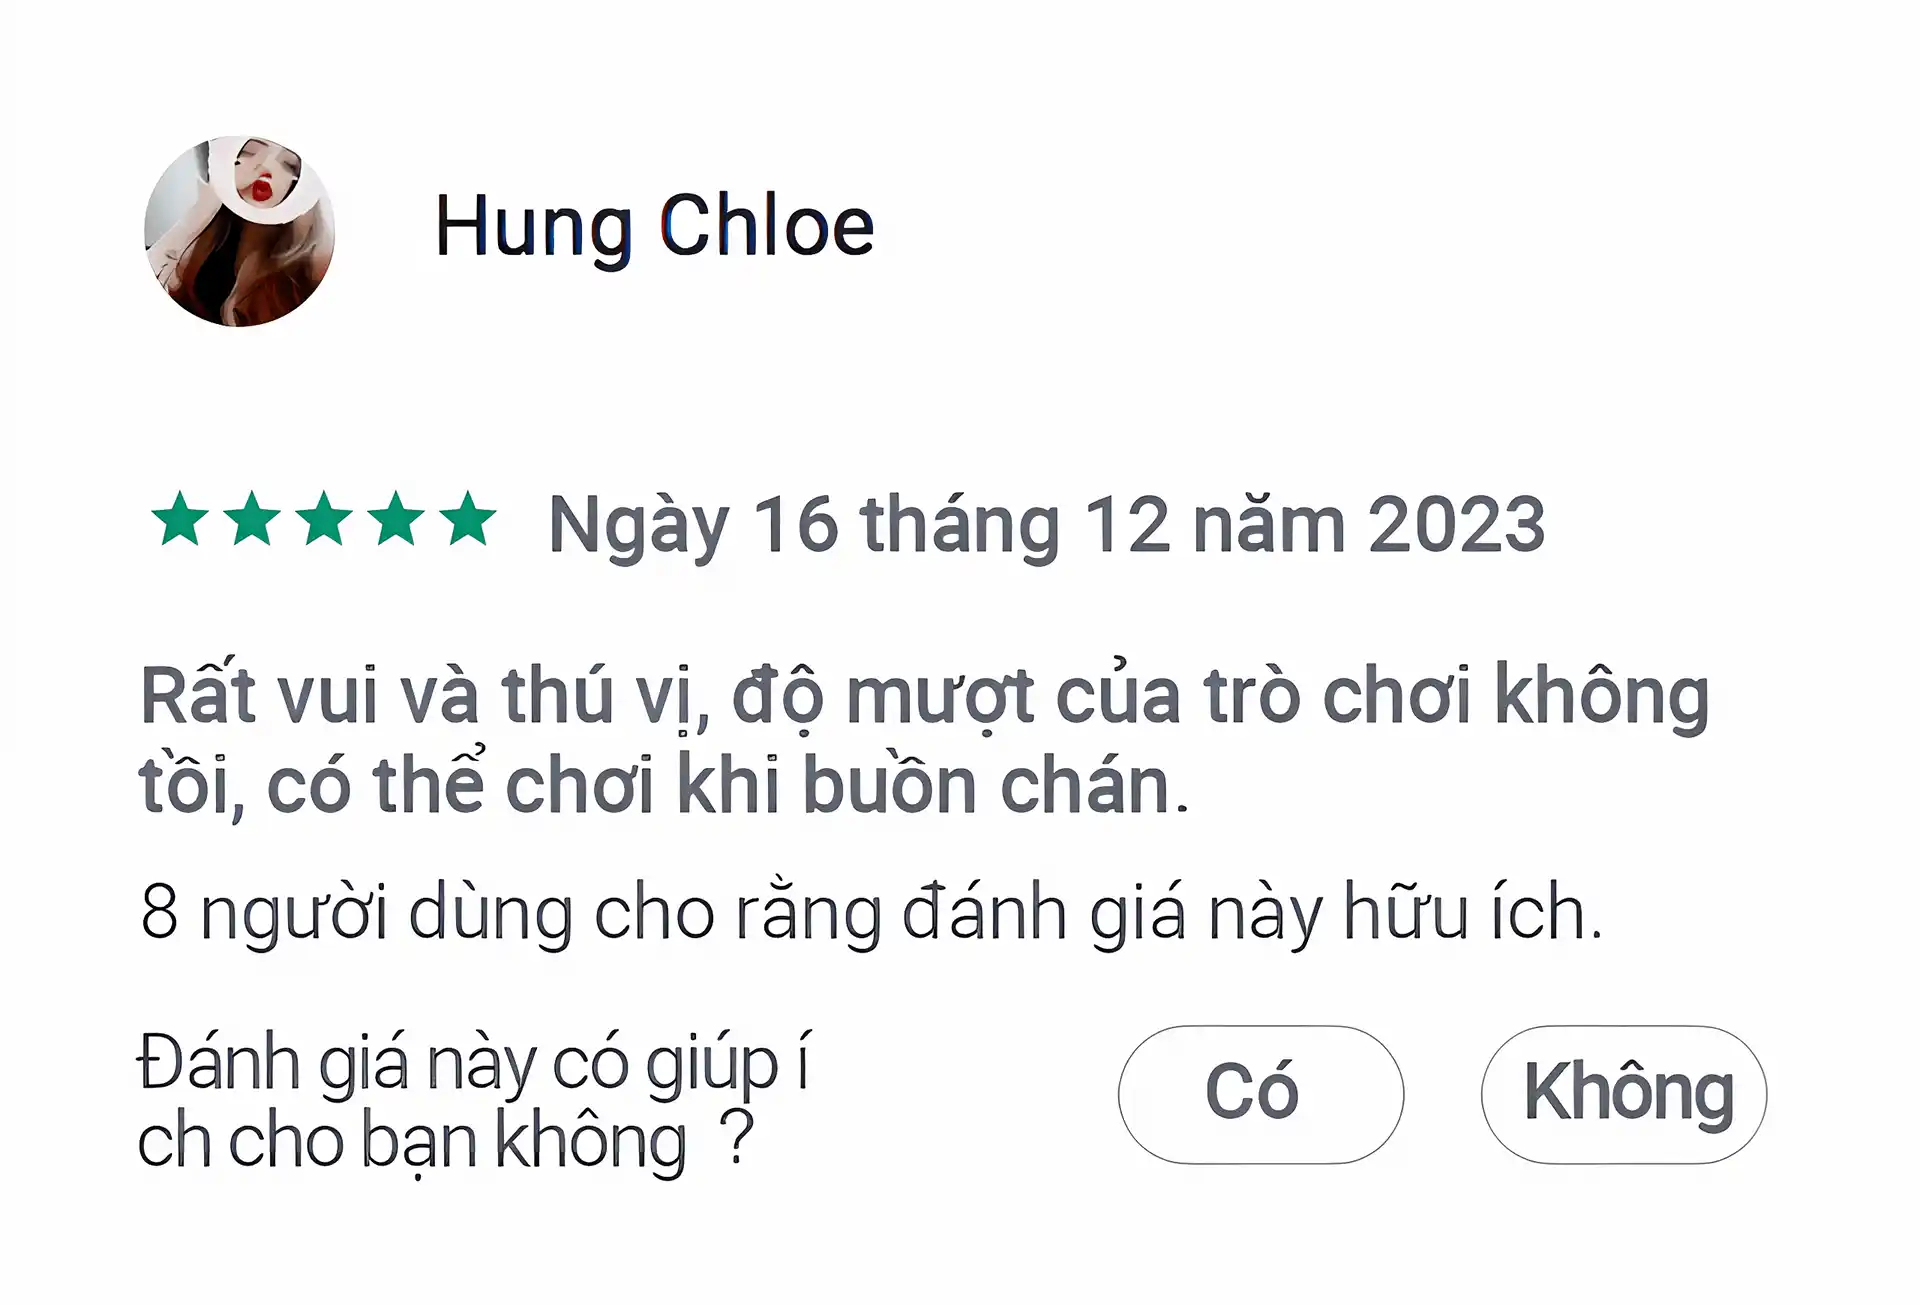 Hung Chloe
Ngày 16 tháng 12 năm 2023
Rất vui và thú vị, độ mượt của trò chơi không
tồi, có thể chơi khi buồn chán.
8 người dùng cho rằng đánh giá này hữu ích.
Đánh giá này có giúp í
ch cho bạn không ?
Có
Không